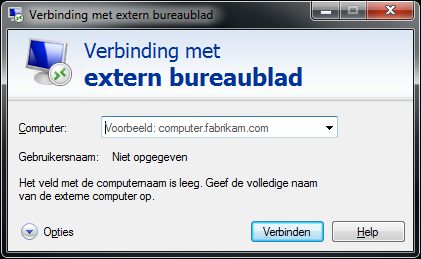 Verbinding met extern bureaublad
Verbinding met
extern bureaublad
Computer: Voorbeeld: computer.fabrikam.com
Gebruikersnaam: Niet opgegeven
Het veld met de computernaam is leeg. Geef de volledige naam
van de externe computer op.
Opties Verbinden Help